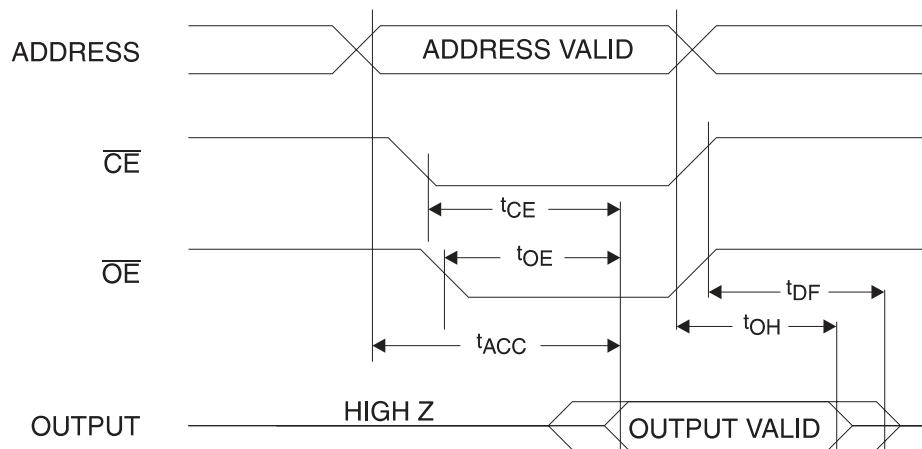 ADDRESS
ADDRESS VALID
CE
tCE
OE
tOE
tDF
tOH
tACC
OUTPUT
HIGH Z
OUTPUT VALID